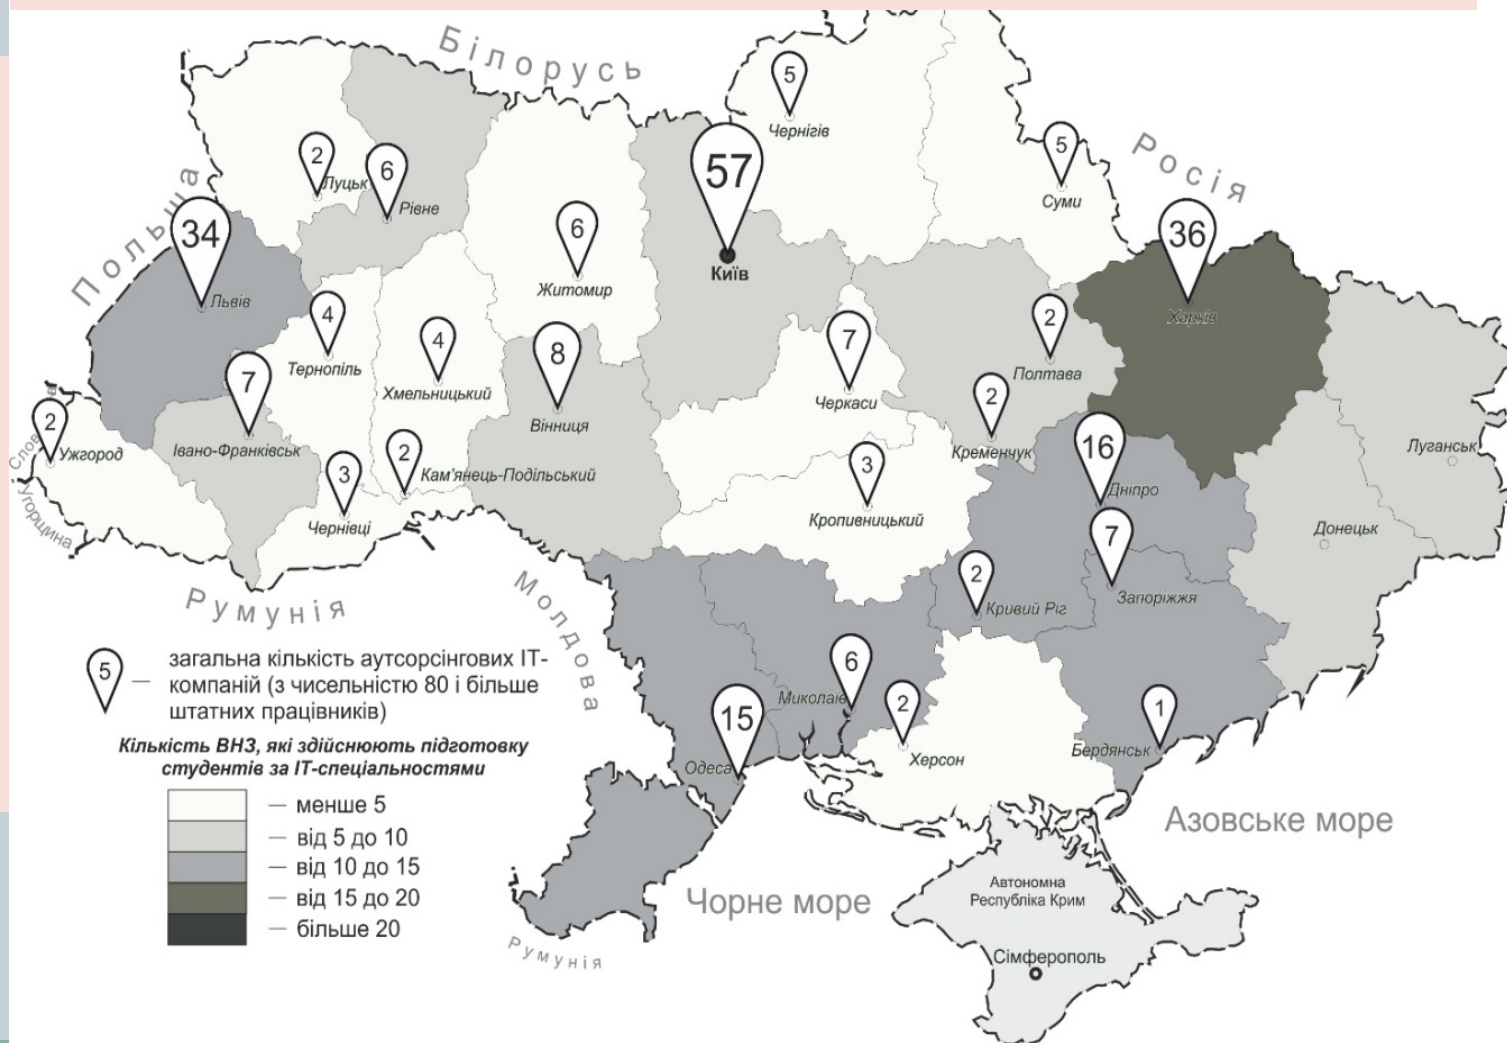 Білорусь
5
Чернігів
5
Суми
Росія
57
Київ
2
Луцьк
6
Рівне
Польща
34
Львів
6
Житомир
36
Харків
4
Тернопіль
4
Хмельницький
8
Вінниця
7
Черкаси
2
Полтава
2
Кременчук
7
Івано-Франківськ
2
Ужгород
Угорщина
3
Чернівці
2
Кам'янець-Подільський
3
Кропивницький
16
Дніпро
7
Запоріжжя
2
Кривий Ріг
Луганськ
Донецьк
Румунія
Молдова
6
Миколаїв
15
Одеса
2
Херсон
1
Бердянськ
5 — загальна кількість аутсорсінгових ІТ-
компаній (з чисельністю 80 і більше
штатних працівників)
Кількість ВНЗ, які здійснюють підготовку
студентів за ІТ-спеціальностями
— менше 5
— від 5 до 10
— від 10 до 15
— від 15 до 20
— більше 20
Румунія
Чорне море
Азовське море
Автономна
Республіка Крим
Сімферополь